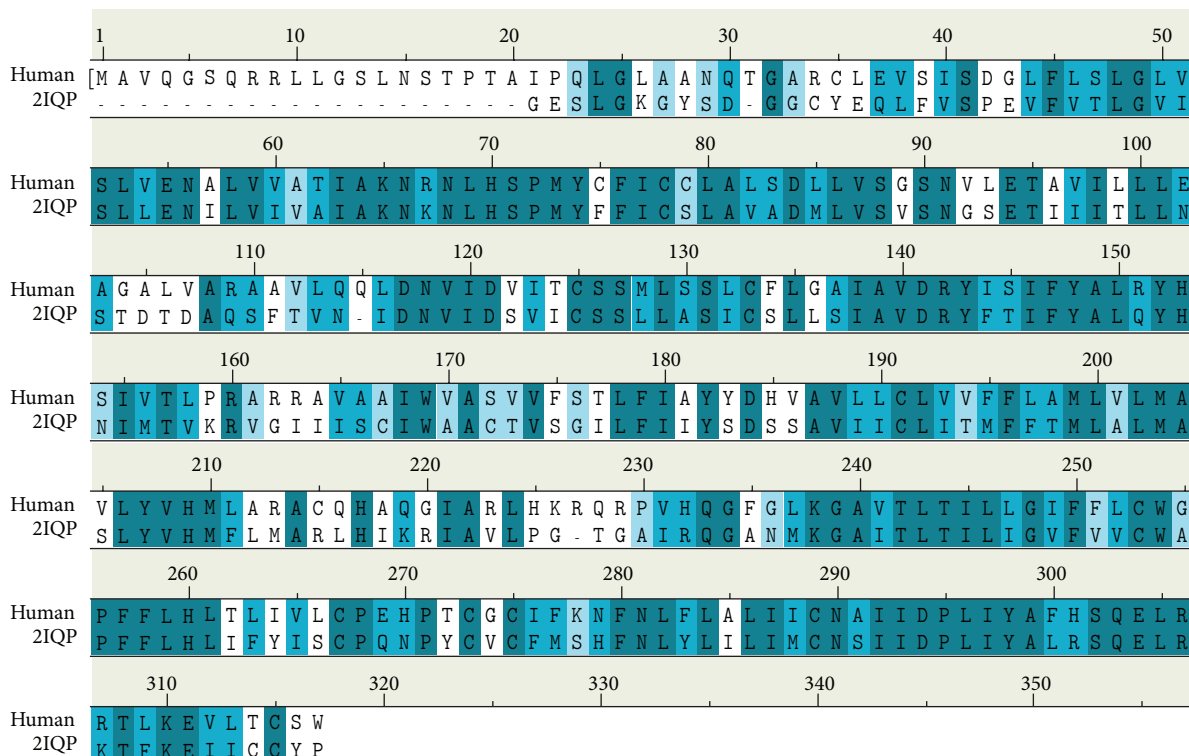 1 10 20 30 40 50
Human [M A V Q G S Q R R L L G S L N S T P T A I P Q L G L A A N Q T G A R C L E V S I S D G L F L S L G L V
2IQP - - - - - - - - - - - - - - - - - - - - G E S L G K G Y S D - G G C Y E Q L F V S P E V F V T L G V I
60 70 80 90 100
Human S L V E N A L V V A T I A K N R N L H S P M Y C F I C C L A L S D L L V S G S N V L E T A V I L L L E
2IQP S L L E N I L V I V A I A K N K N L H S P M Y F F I C S L A V A D M L V S V S N G S E T I I I T L L N
110 120 130 140 150
Human A G A L V A R A A V L Q Q L D N V I D V I T C S S M L S S L C F L G A I A V D R Y I S I F Y A L R Y H
2IQP S T D T D A Q S F T V N - I D N V I D S V I C S S L L A S I C S L L S I A V D R Y F T I F Y A L Q Y H
160 170 180 190 200
Human S I V T L P R A R R A V A A I W V A S V V F S T L F I A Y Y D H V A V L L C L V V F F L A M L V L M A
2IQP N I M T V K R V G I I I S C I W A A C T V S G I L F I I Y S D S S A V I I C L I T M F F T M L A L M A
210 220 230 240 250
Human V L Y V H M L A R A C Q H A Q G I A R L H K R Q R P V H Q G F G L K G A V T L T I L L G I F F L C W G
2IQP S L Y V H M F L M A R L H I K R I A V L P G - T G A I R Q G A N M K G A I T L T I L I G V F V V C W A
260 270 280 290 300
Human P F F L H L T L I V L C P E H P T C G C I F K N F N L F L A L I I C N A I I D P L I Y A F H S Q E L R
2IQP P F F L H L I F Y I S C P Q N P Y C V C F M S H F N L Y L I L I M C N S I I D P L I Y A L R S Q E L R
310 320 330 340 350
Human R T L K E V L T C S W
2IQP K T F K E I I C C Y P